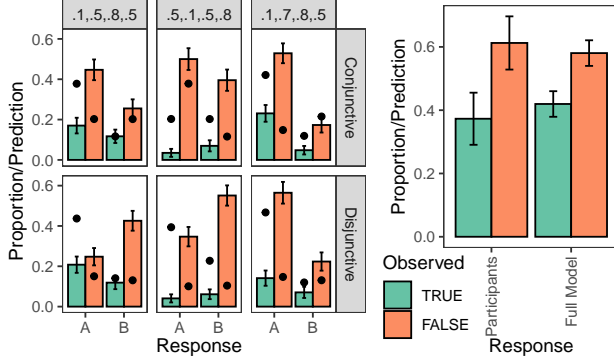 .1,.5,.8,.5
.5,.1,.5,.8
.1,.7,.8,.5
Proportion/Prediction
0.6
0.4
0.2
0.0
Conjunctive
0.6
0.4
0.2
0.0
Disjunctive
A B
A B
A B
Response
Proportion/Prediction
0.6
0.4
0.2
0.0
Observed
TRUE
FALSE
Participants
Full Model
Response